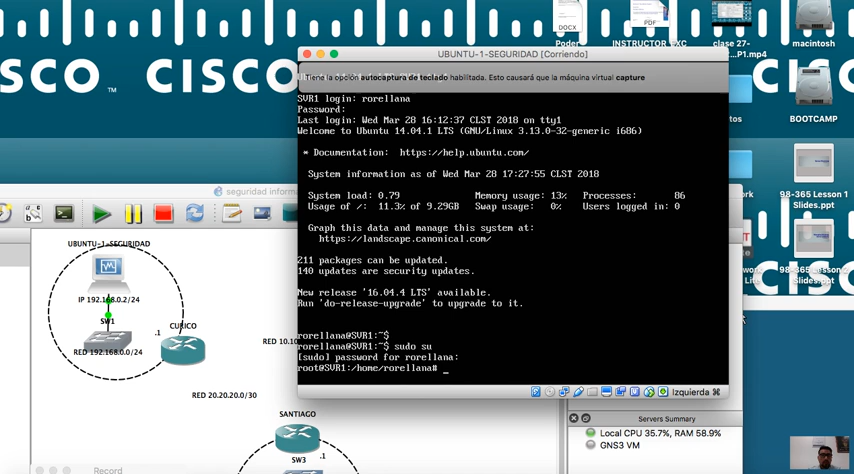 CISCO CISCO
DOCX
PDF
Poder
INSTRUCTOR_EXC
clase 27-
...P1.mp4
macintosh
BOOTCAMP
98-365 Lesson 1
Slides.ppt
98-365 Lesson 2
Slides.ppt
UBUNTU-1-SEGURIDAD [Corriendo]
autocaptura de teclado habilitada. Esto causará que la máquina virtual capture
SVR1 login: rorellana
Password:
Last login: Wed Mar 28 16:12:37 CLST 2018 on tty1
Welcome to Ubuntu 14.04.1 LTS (GNU/Linux 3.13.0-32-generic i686)
* Documentation: https://help.ubuntu.com/
System information as of Wed Mar 28 17:27:55 CLST 2018
System load: 0.79 Memory usage: 13% Processes: 86
Usage of /: 11.3% of 9.29GB Swap usage: 0% Users logged in: 0
Graph this data and manage this system at:
https://landscape.canonical.com/
211 packages can be updated.
140 updates are security updates.
New release '16.04.4 LTS' available.
Run 'do-release-upgrade' to upgrade to it.
rorellana@SVR1:~$
rorellana@SVR1:~$ sudo su
[sudo] password for rorellana:
root@SVR1:/home/rorellana# _
Izquierda ⌘
seguridad informa
UBUNTU-1-SEGURIDAD
IP 192.168.0.2/24
SW1
.1
CURICO
RED 192.168.0.0/24
RED 10.10
RED 20.20.20.0/30
SANTIAGO
.1
SW3
Record
Servers Summary
Local CPU 35.7%, RAM 58.9%
GNS3 VM